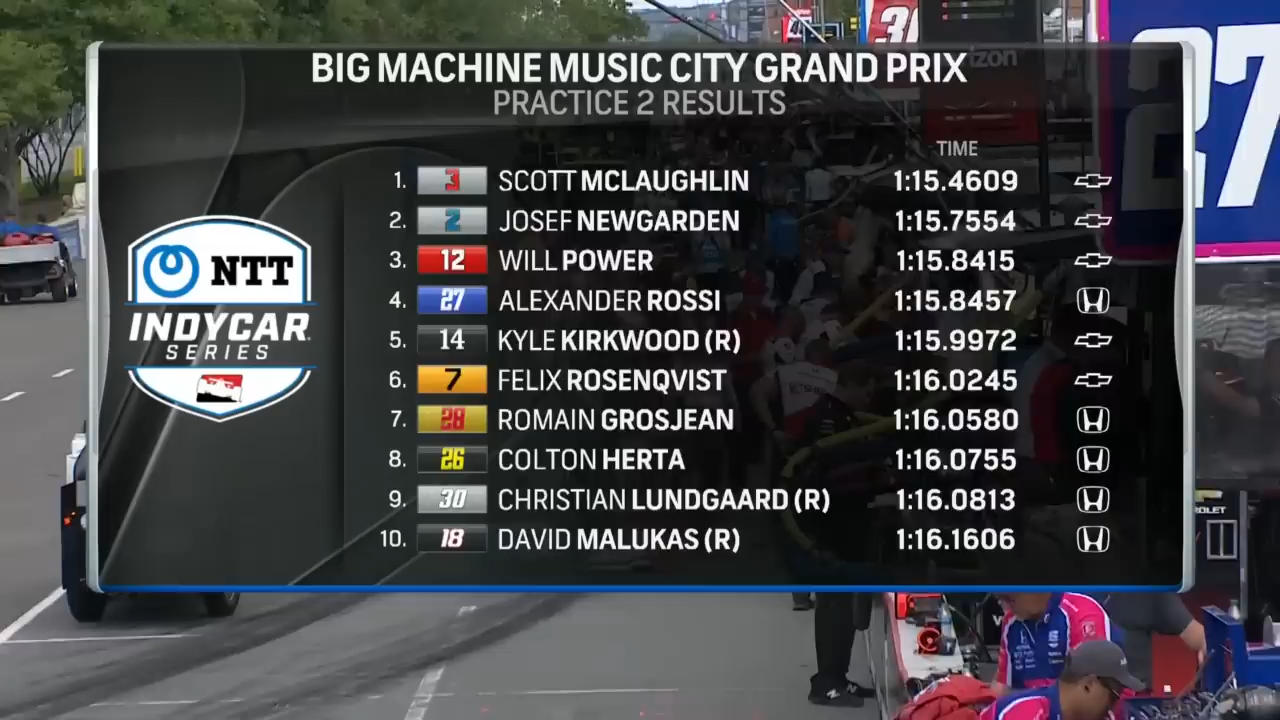 BIG MACHINE MUSIC CITY GRAND PRIX
PRACTICE 2 RESULTS
TIME
1. 3 SCOTT MCLAUGHLIN 1:15.4609
2. 2 JOSEF NEWGARDEN 1:15.7554
3. 12 WILL POWER 1:15.8415
4. 27 ALEXANDER ROSSI 1:15.8457
5. 14 KYLE KIRKWOOD (R) 1:15.9972
6. 7 FELIX ROSENQVIST 1:16.0245
7. 28 ROMAIN GROSJEAN 1:16.0580
8. 26 COLTON HERTA 1:16.0755
9. 30 CHRISTIAN LUNDGAARD (R) 1:16.0813
10. 18 DAVID MALUKAS (R) 1:16.1606
NTT
INDYCAR
SERIES
27